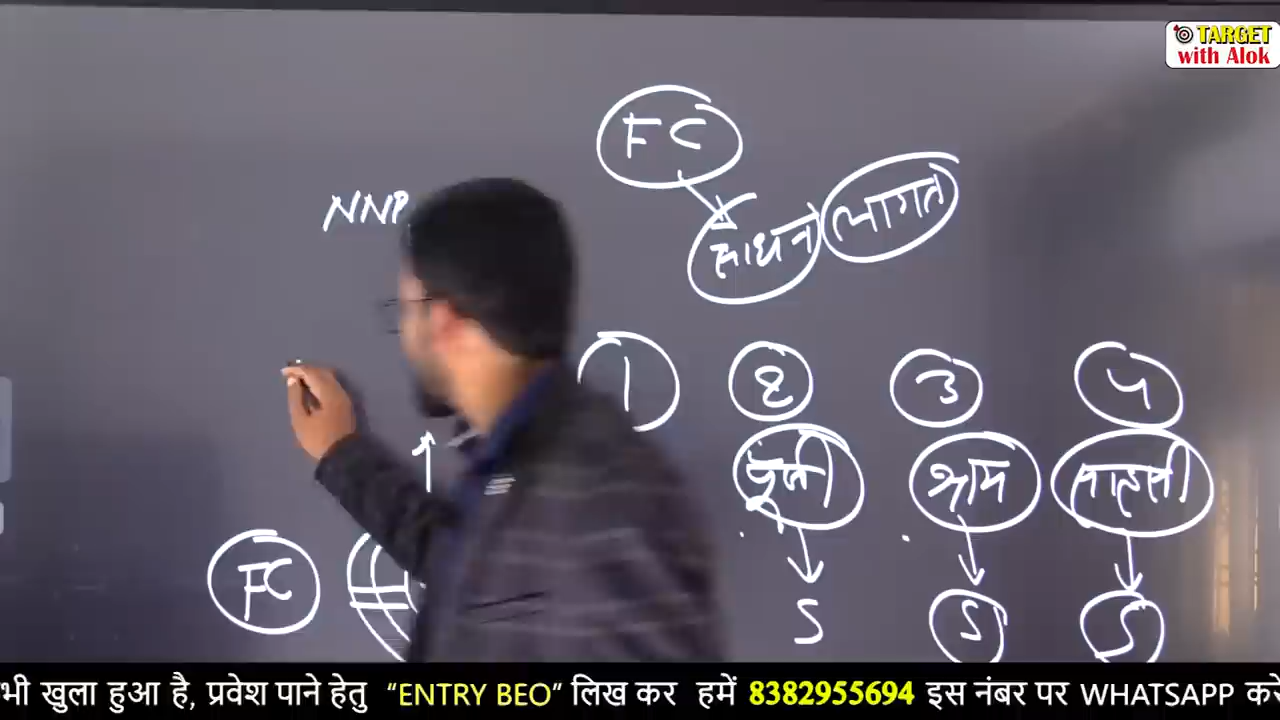 TARGET
with Alok
FC
साधन लागत
NNP
1 2 3 4
पूंजी श्रम साहसी
FC
S S S
भी खुला हुआ है, प्रवेश पाने हेतु “ENTRY BEO” लिख कर हमें 8382955694 इस नंबर पर WHATSAPP करे